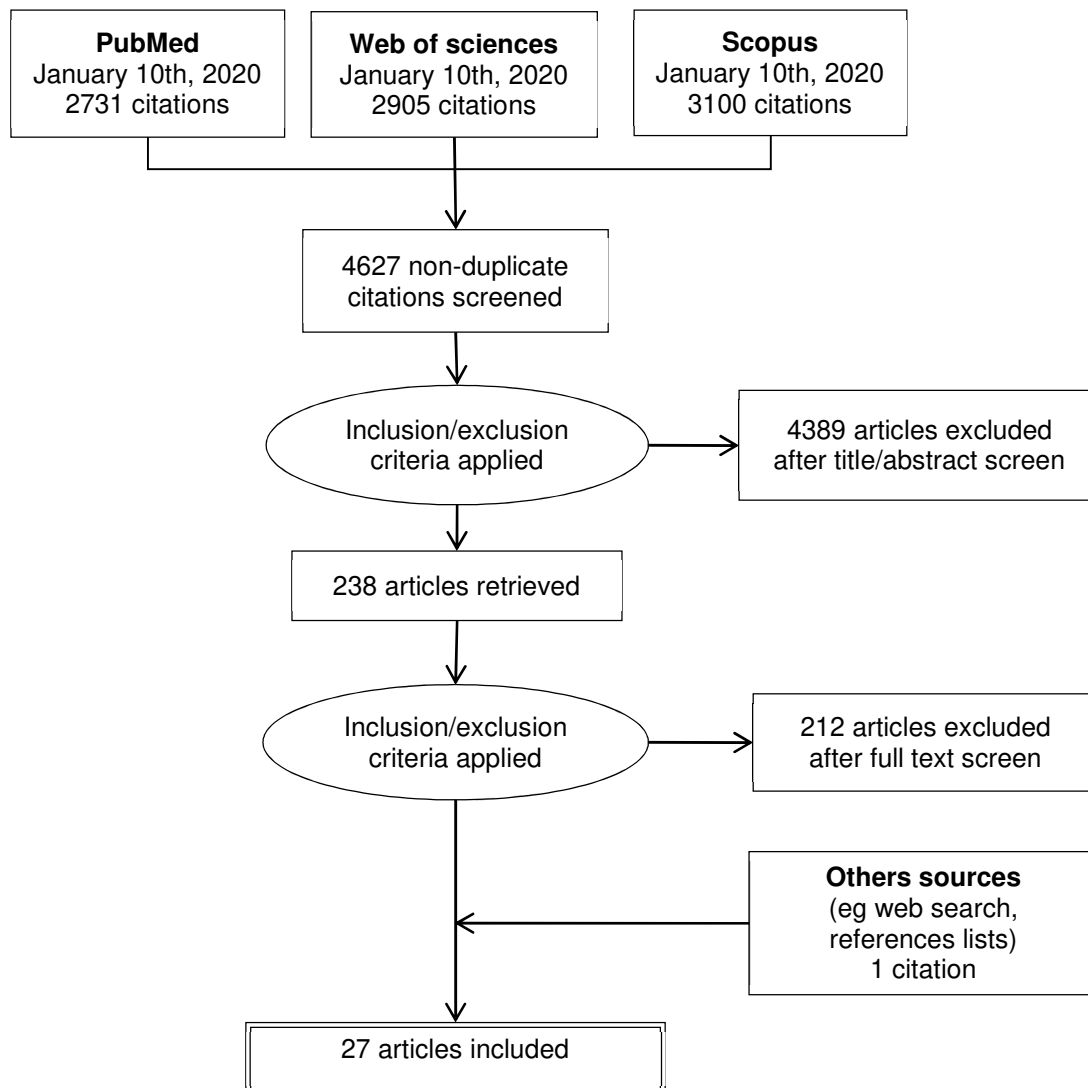 PubMed
January 10th, 2020
2731 citations
Web of sciences
January 10th, 2020
2905 citations
Scopus
January 10th, 2020
3100 citations
4627 non-duplicate
citations screened
Inclusion/exclusion
criteria applied
4389 articles excluded
after title/abstract screen
238 articles retrieved
Inclusion/exclusion
criteria applied
212 articles excluded
after full text screen
Others sources
(eg web search,
references lists)
1 citation
27 articles included